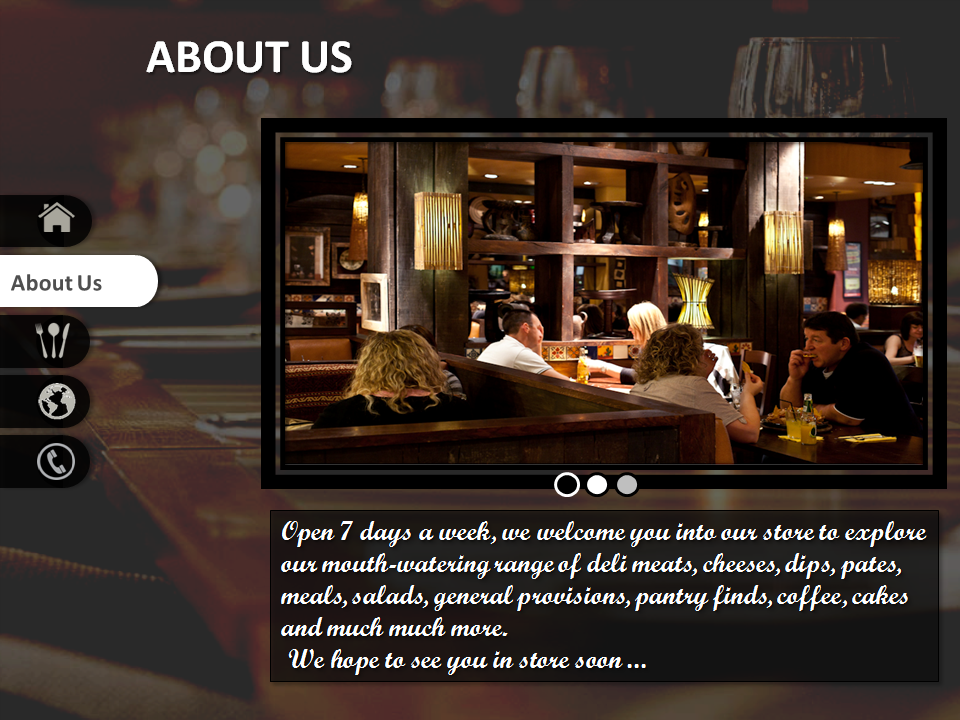 ABOUT US
About Us
Open 7 days a week, we welcome you into our store to explore
our mouth-watering range of deli meats, cheeses, dips, pates,
meals, salads, general provisions, pantry finds, coffee, cakes
and much much more.
We hope to see you in store soon ...